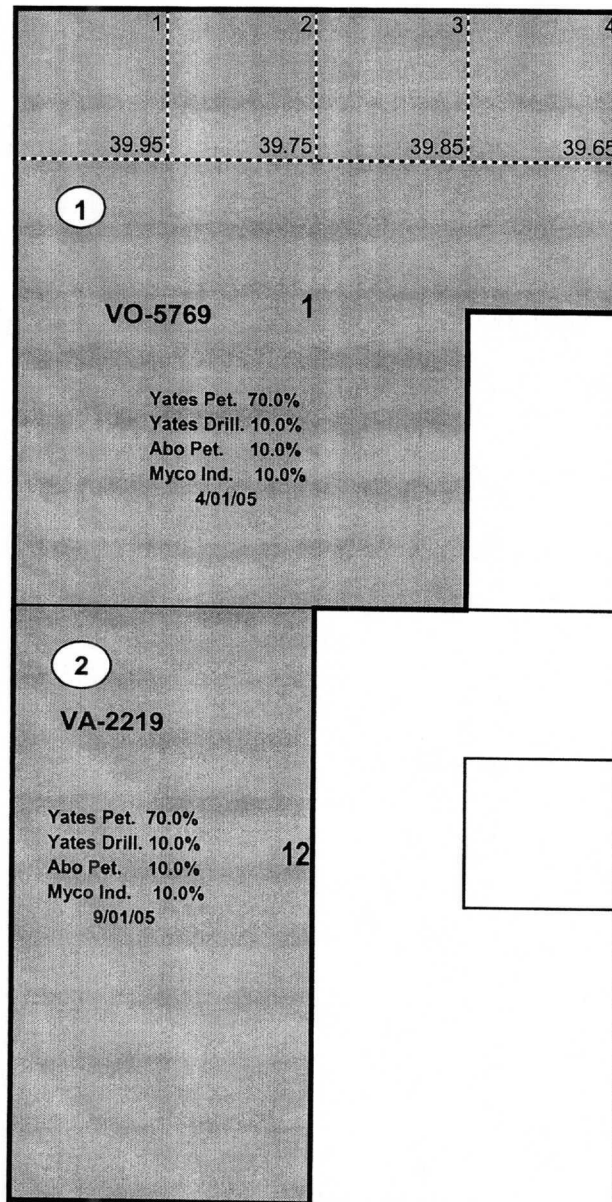 1 2 3 4
39.95 39.75 39.85 39.65
1
VO-5769 1
Yates Pet. 70.0%
Yates Drill. 10.0%
Abo Pet. 10.0%
Myco Ind. 10.0%
4/01/05
2
VA-2219
Yates Pet. 70.0%
Yates Drill. 10.0%
Abo Pet. 10.0%
Myco Ind. 10.0%
9/01/05
12